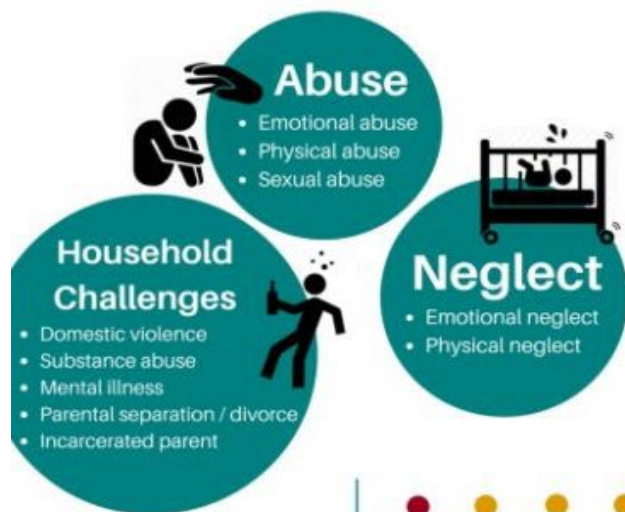 Abuse
• Emotional abuse
• Physical abuse
• Sexual abuse
Household
Challenges
• Domestic violence
• Substance abuse
• Mental illness
• Parental separation / divorce
• Incarcerated parent
Neglect
• Emotional neglect
• Physical neglect